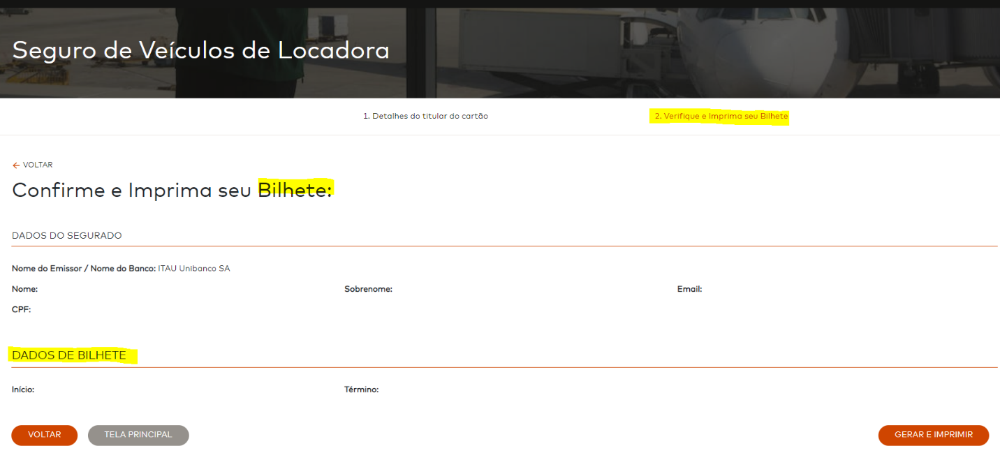 Seguro de Veículos de Locadora
1. Detalhes do titular do cartão
2. Verifique e Imprima seu Bilhete
← VOLTAR
Confirme e Imprima seu Bilhete:
DADOS DO SEGURADO
Nome do Emissor / Nome do Banco: ITAU Unibanco SA
Nome: Sobrenome: Email:
CPF:
DADOS DE BILHETE
Início: Término:
VOLTAR TELA PRINCIPAL GERAR E IMPRIMIR